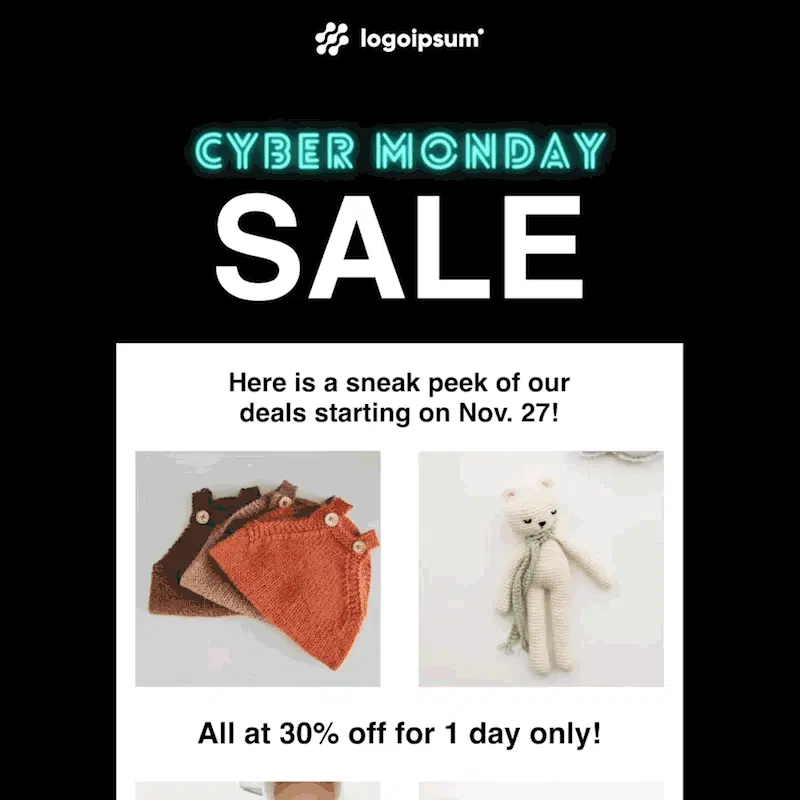 logoipsum
CYBER MONDAY
SALE
Here is a sneak peek of our
deals starting on Nov. 27!
All at 30% off for 1 day only!